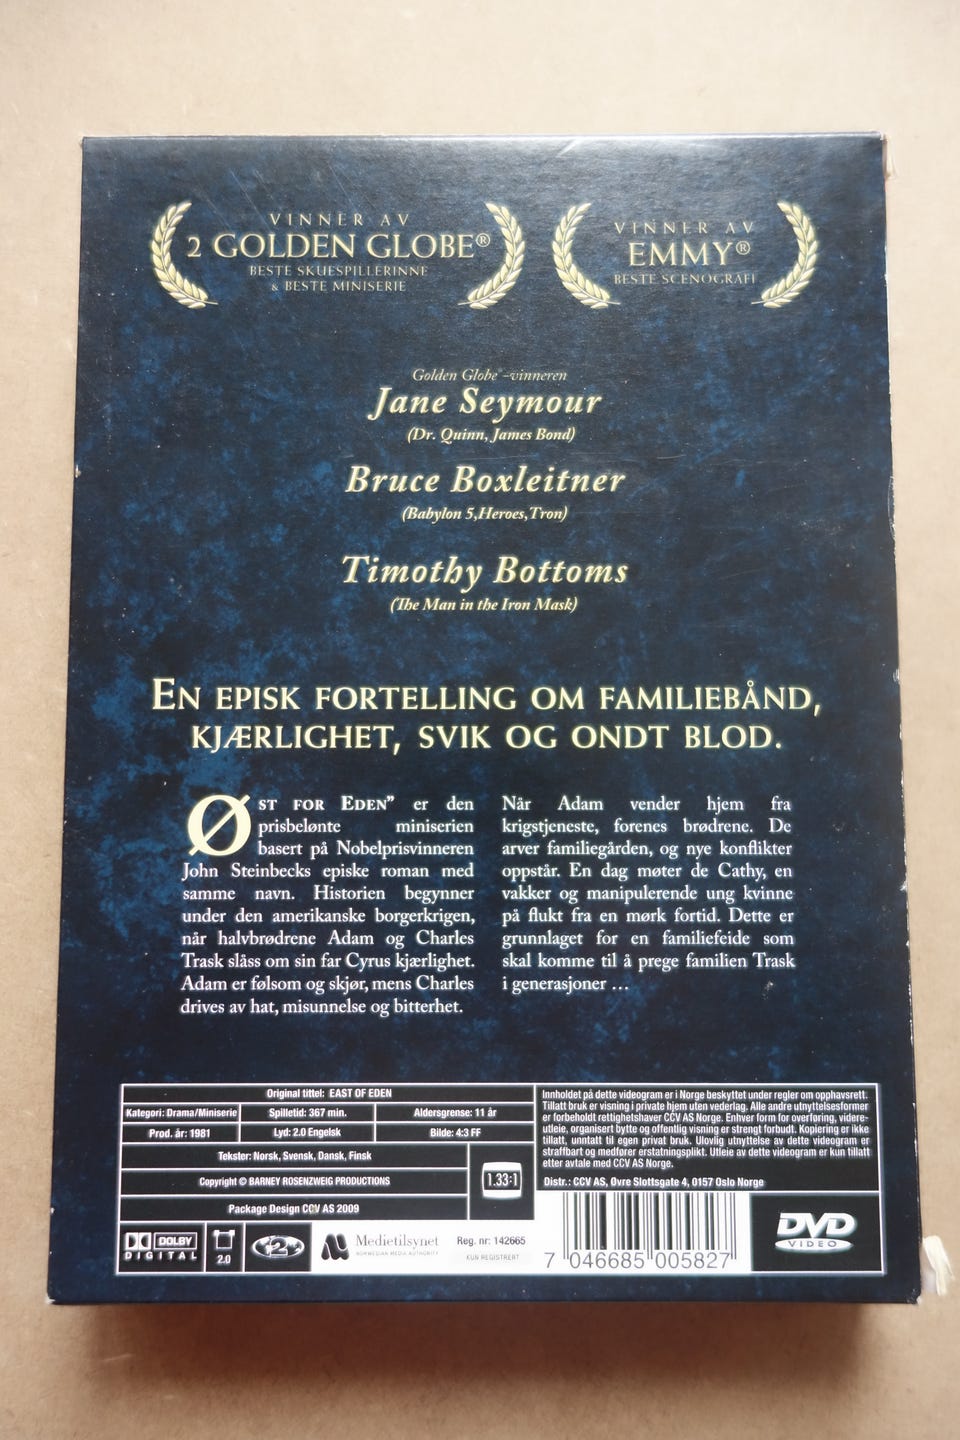 VINNER AV
2 GOLDEN GLOBE®
BESTE SKUESPILLERINNE
& BESTE MINISERIE
VINNER AV
EMMY®
BESTE SCENOGRAFI
Golden Globe®-vinneren
Jane Seymour
(Dr. Quinn, James Bond)
Bruce Boxleitner
(Babylon 5,Heroes,Tron)
Timothy Bottoms
(The Man in the Iron Mask)
EN EPISK FORTELLING OM FAMILIEBÅND,
KJÆRLIGHET, SVIK OG ONDT BLOD.
ØST FOR EDEN" er den
prisbelønte miniserien
basert på Nobelprisvinneren
John Steinbecks episke roman med
samme navn. Historien begynner
under den amerikanske borgerkrigen,
når halvbrødrene Adam og Charles
Trask slåss om sin far Cyrus kjærlighet.
Adam er følsom og skjør, mens Charles
drives av hat, misunnelse og bitterhet.
Når Adam vender hjem fra
krigstjeneste, forenes brødrene. De
arver familiegården, og nye konflikter
oppstår. En dag møter de Cathy, en
vakker og manipulerende ung kvinne
på flukt fra en mørk fortid. Dette er
grunnlaget for en familiefeide som
skal komme til å prege familien Trask
i generasjoner ...
Original tittel: EAST OF EDEN
Kategori: Drama/Miniserie
Spilletid: 367 min.
Aldersgrense: 11 år
Prod. år: 1981
Lyd: 2.0 Engelsk
Bilde: 4:3 FF
Tekster: Norsk, Svensk, Dansk, Finsk
Copyright © BARNEY ROSENZWEIG PRODUCTIONS
Package Design CCV AS 2009
1.33:1
Innholdet på dette videogram er i Norge beskyttet under regler om opphavsrett.
Tillatt bruk er visning i private hjem uten vederlag. Alle andre utnyttelsesformer
er forbeholdt rettighetshaver CCV AS Norge. Enhver form for overføring, videre-
utleie, organisert bytte og offentlig visning er strengt forbudt. Kopiering er ikke
tillatt, unntatt til egen privat bruk. Ulovlig utnyttelse av dette videogram er
straffbart og medfører erstatningsplikt. Utleie av dette videogram er kun tillatt
etter avtale med CCV AS Norge.
Distr.: CCV AS, Øvre Slottsgate 4, 0157 Oslo Norge
DOLBY
DIGITAL
2.0
2
Medietilsynet
NORWEGIAN MEDIA AUTHORITY
Reg. nr: 142665
KUN REGISTRERT
7 046685 005827
DVD
VIDEO